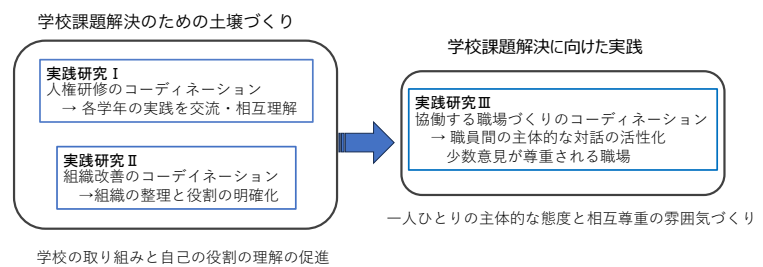 学校課題解決のための土壌づくり
実践研究Ⅰ
人権研修のコーディネーション
→ 各学年の実践を交流・相互理解
実践研究Ⅱ
組織改善のコーデイネーション
→組織の整理と役割の明確化
学校の取り組みと自己の役割の理解の促進
学校課題解決に向けた実践
実践研究Ⅲ
協働する職場づくりのコーディネーション
→ 職員間の主体的な対話の活性化
少数意見が尊重される職場
一人ひとりの主体的な態度と相互尊重の雰囲気づくり